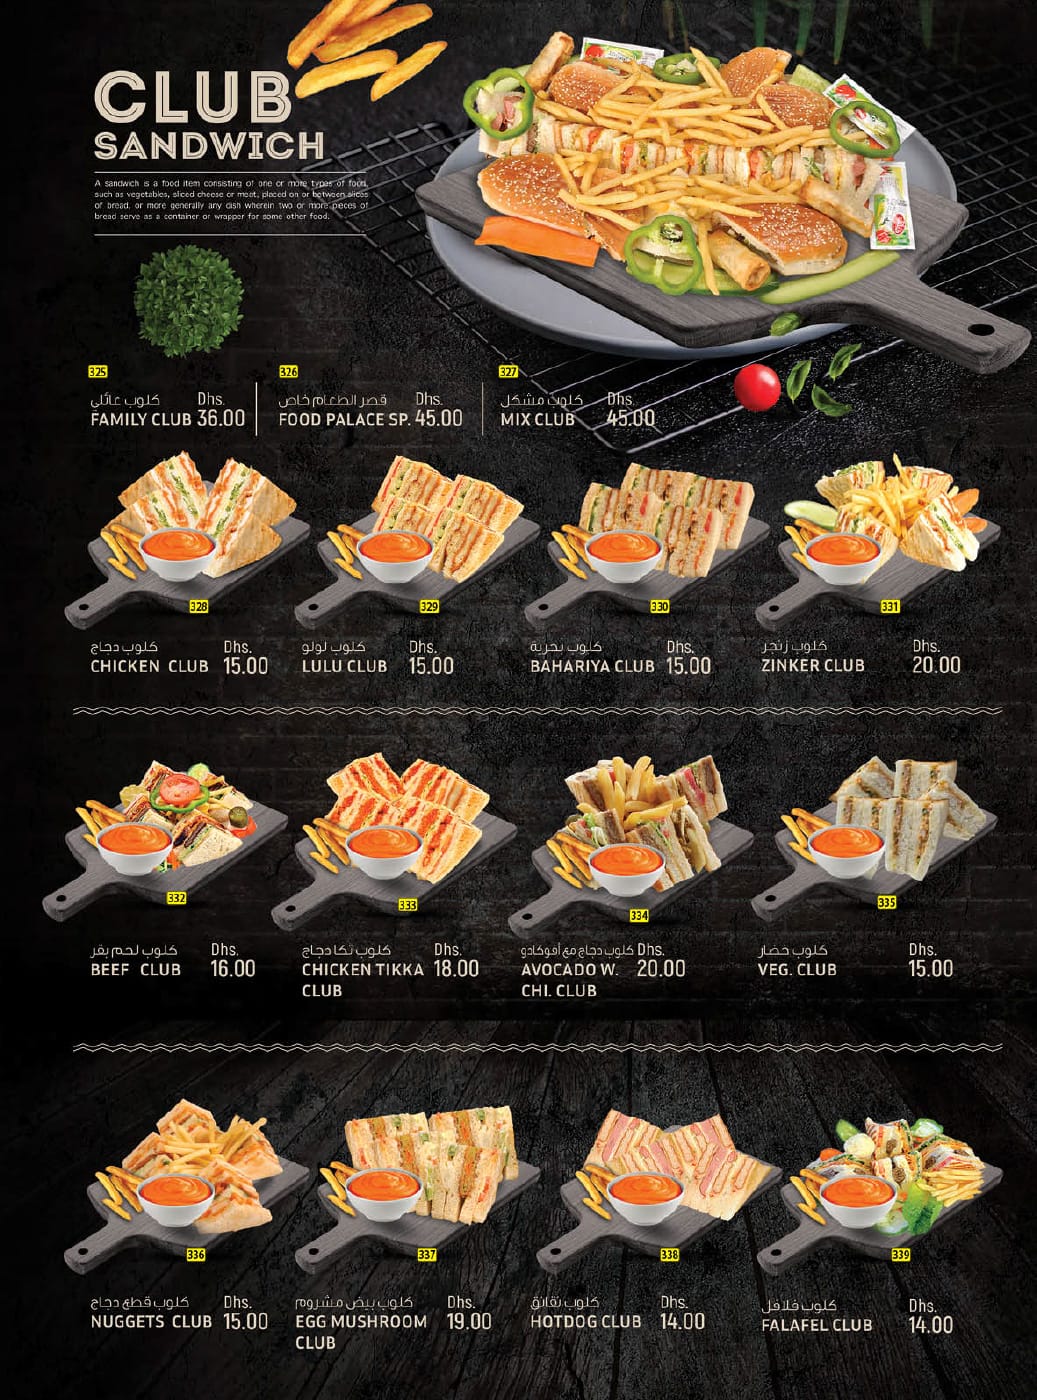 CLUB
SANDWICH
A sandwich is a food item consisting of one or more types of food,
such as vegetables, sliced cheese or meat, placed on or between slices
of bread, or more generally any dish wherein two or more pieces of
bread serve as a container or wrapper for some other food.
325
كلوب عائلي Dhs.
FAMILY CLUB 36.00
326
قصر الطعام خاص Dhs.
FOOD PALACE SP. 45.00
327
كلوب مشكل Dhs.
MIX CLUB 45.00
328
كلوب دجاج Dhs.
CHICKEN CLUB 15.00
329
كلوب لولو Dhs.
LULU CLUB 15.00
330
كلوب بحرية Dhs.
BAHARIYA CLUB 15.00
331
كلوب زنجر Dhs.
ZINKER CLUB 20.00
332
كلوب لحم بقر Dhs.
BEEF CLUB 16.00
333
كلوب تكا دجاج Dhs.
CHICKEN TIKKA 18.00
CLUB
334
كلوب دجاج مع أفوكادو Dhs.
AVOCADO W. 20.00
CHI. CLUB
335
كلوب خضار Dhs.
VEG. CLUB 15.00
336
كلوب قطع دجاج Dhs.
NUGGETS CLUB 15.00
337
كلوب بيض مشروم Dhs.
EGG MUSHROOM 19.00
CLUB
338
كلوب نقانق Dhs.
HOTDOG CLUB 14.00
339
كلوب فلافل Dhs.
FALAFEL CLUB 14.00